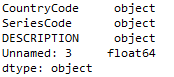 CountryCode      object
SeriesCode       object
DESCRIPTION      object
Unnamed: 3      float64
dtype: object